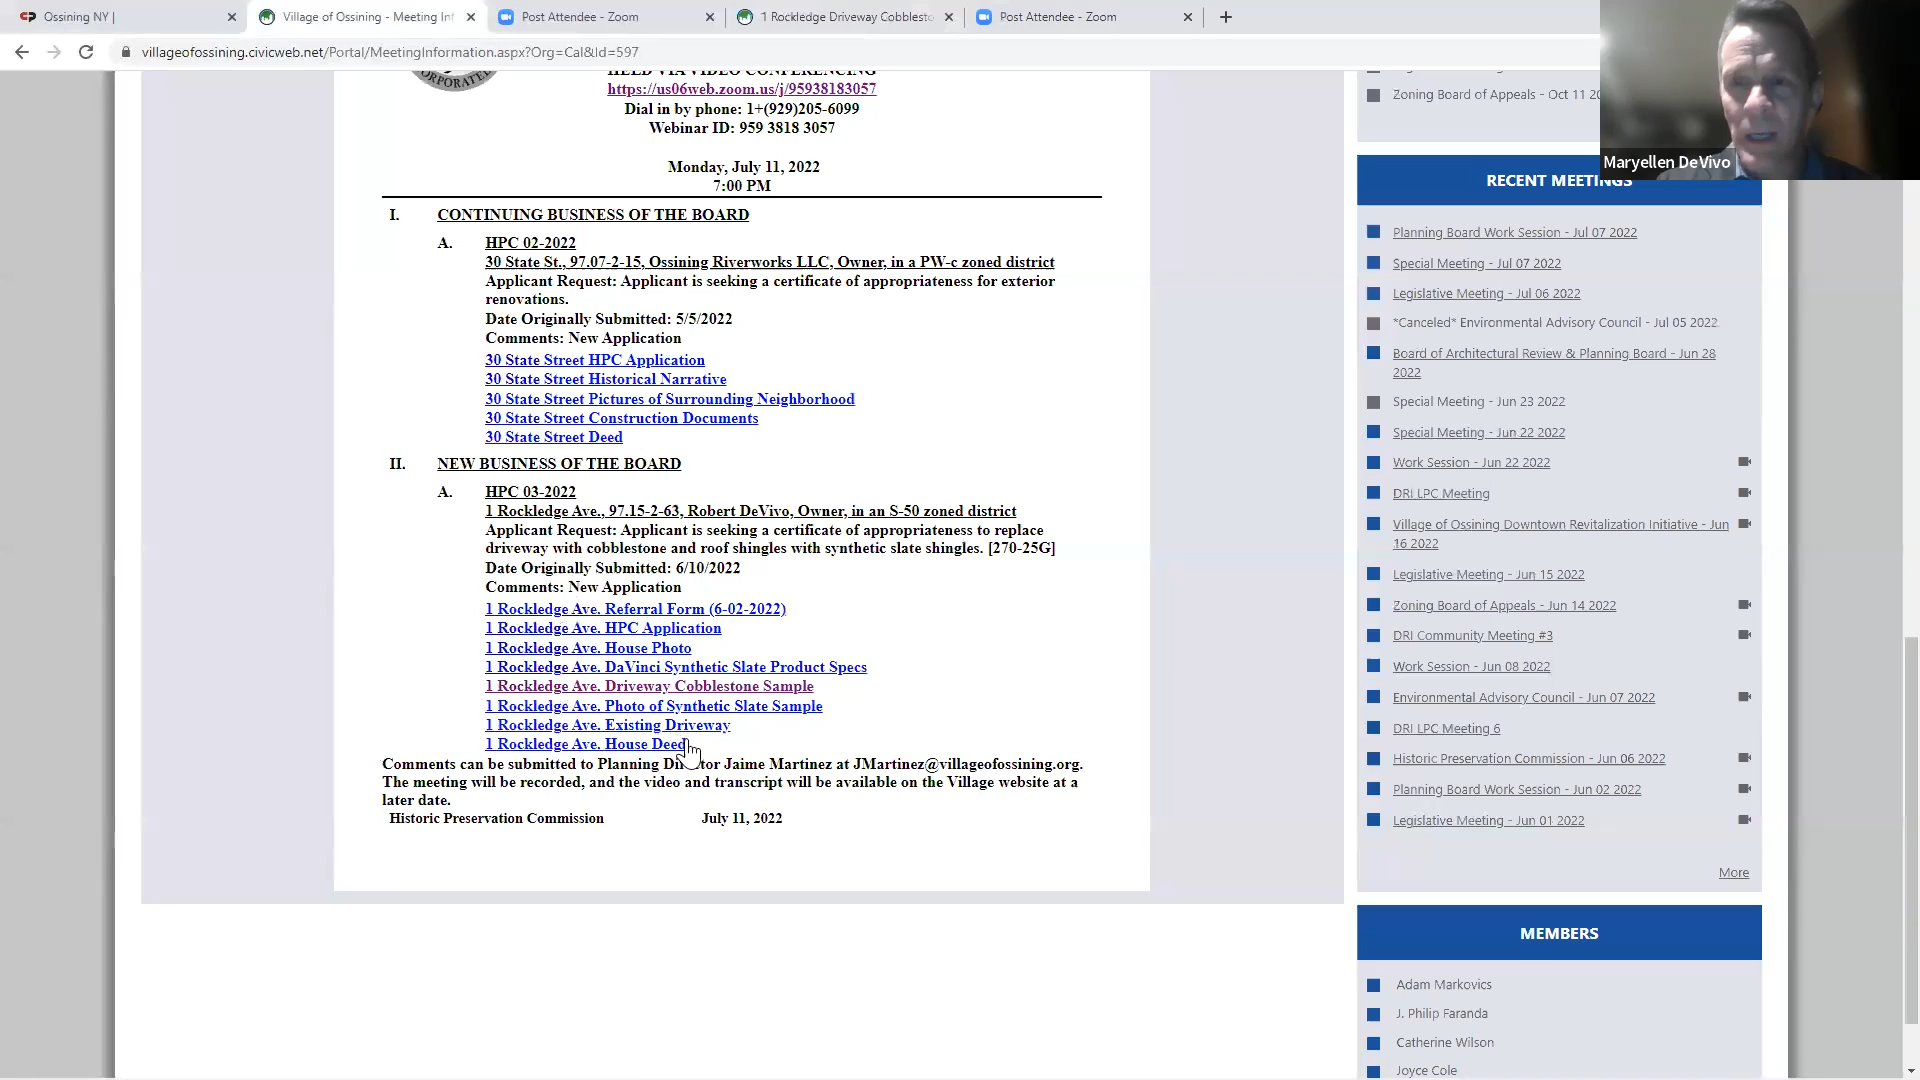 Ossining NY |
Village of Ossining - Meeting Inf
Post Attendee - Zoom
1 Rockledge Driveway Cobblesto
Post Attendee - Zoom
villageofossining.civicweb.net/Portal/MeetingInformation.aspx?Org=Cal&Id=597
CORPORATED
HELD VIA VIDEO CONFERENCING
https://us06web.zoom.us/j/95938183057
Dial in by phone: 1+(929)205-6099
Webinar ID: 959 3818 3057
Monday, July 11, 2022
7:00 PM
I. CONTINUING BUSINESS OF THE BOARD
A. HPC 02-2022
30 State St., 97.07-2-15, Ossining Riverworks LLC, Owner, in a PW-c zoned district
Applicant Request: Applicant is seeking a certificate of appropriateness for exterior
renovations.
Date Originally Submitted: 5/5/2022
Comments: New Application
30 State Street HPC Application
30 State Street Historical Narrative
30 State Street Pictures of Surrounding Neighborhood
30 State Street Construction Documents
30 State Street Deed
II. NEW BUSINESS OF THE BOARD
A. HPC 03-2022
1 Rockledge Ave., 97.15-2-63, Robert DeVivo, Owner, in an S-50 zoned district
Applicant Request: Applicant is seeking a certificate of appropriateness to replace
driveway with cobblestone and roof shingles with synthetic slate shingles. [270-25G]
Date Originally Submitted: 6/10/2022
Comments: New Application
1 Rockledge Ave. Referral Form (6-02-2022)
1 Rockledge Ave. HPC Application
1 Rockledge Ave. House Photo
1 Rockledge Ave. DaVinci Synthetic Slate Product Specs
1 Rockledge Ave. Driveway Cobblestone Sample
1 Rockledge Ave. Photo of Synthetic Slate Sample
1 Rockledge Ave. Existing Driveway
1 Rockledge Ave. House Deed
Comments can be submitted to Planning Director Jaime Martinez at JMartinez@villageofossining.org.
The meeting will be recorded, and the video and transcript will be available on the Village website at a
later date.
Historic Preservation Commission July 11, 2022
Zoning Board of Appeals - Oct 11 20
Maryellen DeVivo
RECENT MEETINGS
Planning Board Work Session - Jul 07 2022
Special Meeting - Jul 07 2022
Legislative Meeting - Jul 06 2022
*Canceled* Environmental Advisory Council - Jul 05 2022
Board of Architectural Review & Planning Board - Jun 28
2022
Special Meeting - Jun 23 2022
Special Meeting - Jun 22 2022
Work Session - Jun 22 2022
DRI LPC Meeting
Village of Ossining Downtown Revitalization Initiative - Jun
16 2022
Legislative Meeting - Jun 15 2022
Zoning Board of Appeals - Jun 14 2022
DRI Community Meeting #3
Work Session - Jun 08 2022
Environmental Advisory Council - Jun 07 2022
DRI LPC Meeting 6
Historic Preservation Commission - Jun 06 2022
Planning Board Work Session - Jun 02 2022
Legislative Meeting - Jun 01 2022
More
MEMBERS
Adam Markovics
J. Philip Faranda
Catherine Wilson
Joyce Cole